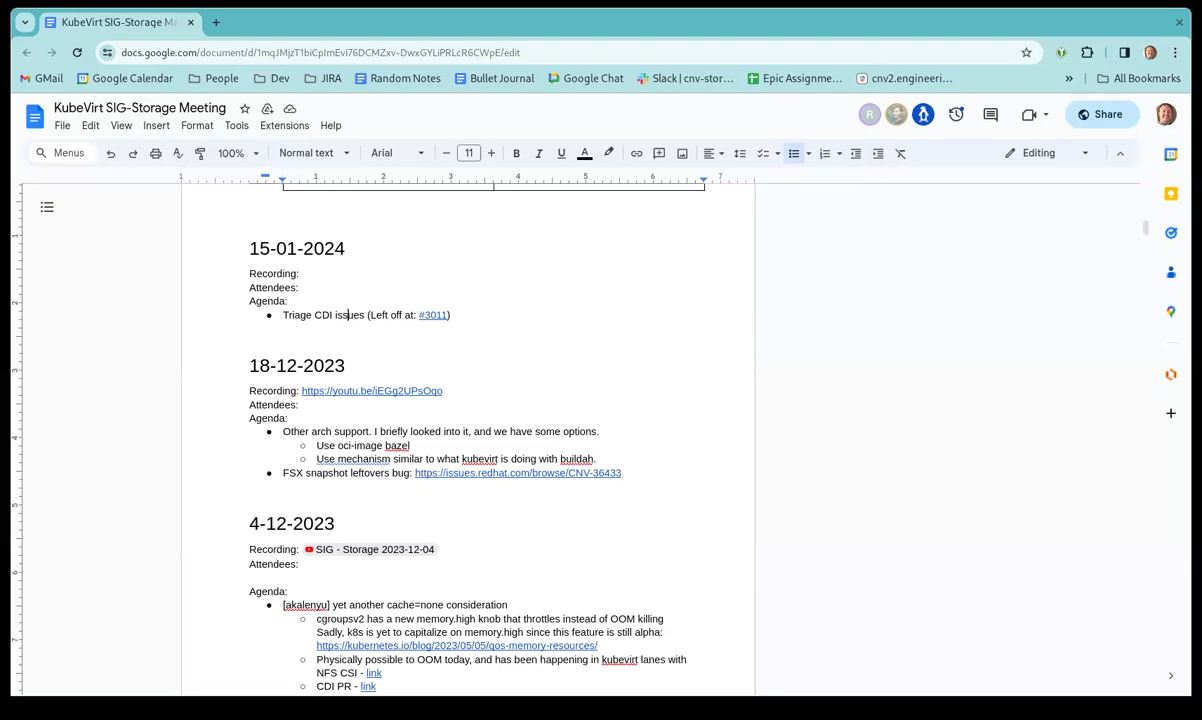 KubeVirt SIG-Storage Me
docs.google.com/document/d/1mqJMjzT1biCpImEvi76DCMZxv-DwxGYLiPRLcR6CWpE/edit
GMail Google Calendar People Dev JIRA Random Notes Bullet Journal Google Chat Slack | cnv-stor... Epic Assignme... cnv2.engineeri... » All Bookmarks
KubeVirt SIG-Storage Meeting
File Edit View Insert Format Tools Extensions Help
R
Share
Menus 100% Normal text Arial 11 B I U A Editing
1 1 2 3 4 5 6 7
15-01-2024
Recording:
Attendees:
Agenda:
● Triage CDI issues (Left off at: #3011)
18-12-2023
Recording: https://youtu.be/iEGg2UPsOqo
Attendees:
Agenda:
● Other arch support. I briefly looked into it, and we have some options.
○ Use oci-image bazel
○ Use mechanism similar to what kubevirt is doing with buildah.
● FSX snapshot leftovers bug: https://issues.redhat.com/browse/CNV-36433
4-12-2023
Recording: SIG - Storage 2023-12-04
Attendees:
Agenda:
● [akalenyu] yet another cache=none consideration
○ cgroupsv2 has a new memory.high knob that throttles instead of OOM killing
Sadly, k8s is yet to capitalize on memory.high since this feature is still alpha:
https://kubernetes.io/blog/2023/05/05/qos-memory-resources/
○ Physically possible to OOM today, and has been happening in kubevirt lanes with
NFS CSI - link
○ CDI PR - link